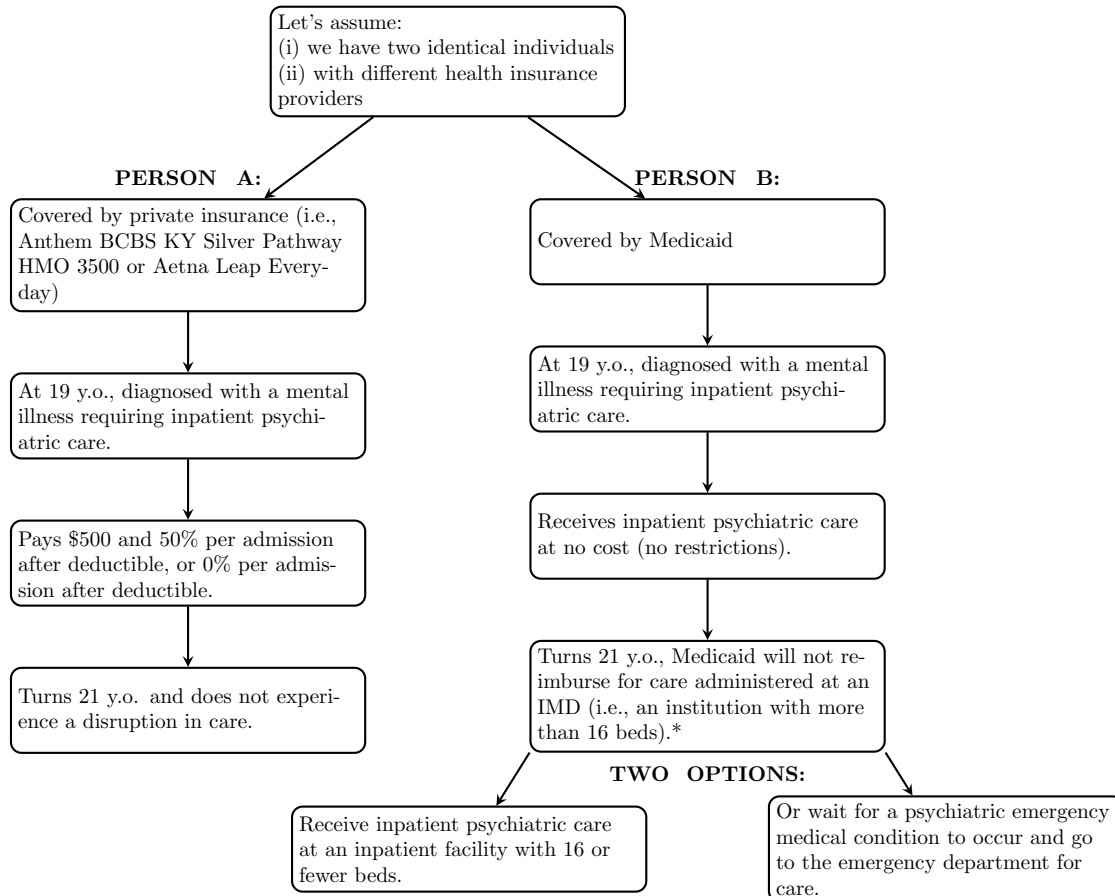 Let's assume:
(i) we have two identical individuals
(ii) with different health insurance
providers
PERSON A:
Covered by private insurance (i.e.,
Anthem BCBS KY Silver Pathway
HMO 3500 or Aetna Leap Every-
day)
At 19 y.o., diagnosed with a mental
illness requiring inpatient psychi-
atric care.
Pays $500 and 50% per admission
after deductible, or 0% per admis-
sion after deductible.
Turns 21 y.o. and does not experi-
ence a disruption in care.
PERSON B:
Covered by Medicaid
At 19 y.o., diagnosed with a mental
illness requiring inpatient psychi-
atric care.
Receives inpatient psychiatric care
at no cost (no restrictions).
Turns 21 y.o., Medicaid will not re-
imburse for care administered at an
IMD (i.e., an institution with more
than 16 beds).*
TWO OPTIONS:
Receive inpatient psychiatric care
at an inpatient facility with 16 or
fewer beds.
Or wait for a psychiatric emergency
medical condition to occur and go
to the emergency department for
care.